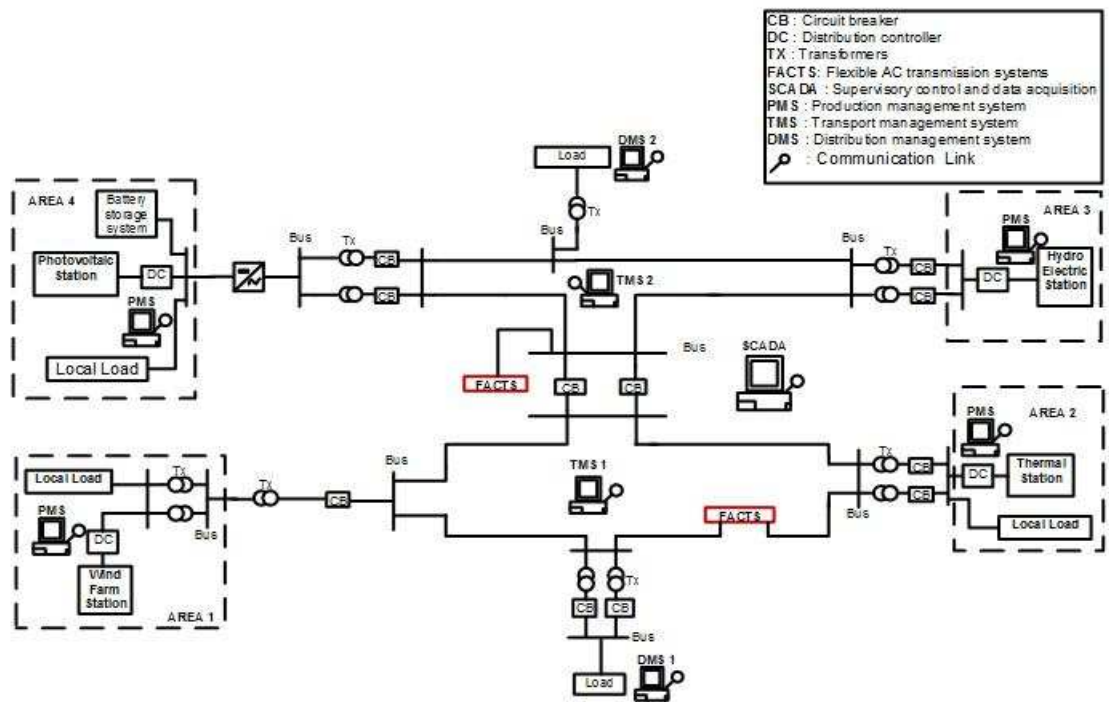 CB : Circuit breaker
DC : Distribution controller
TX : Transformers
FACTS: Flexible AC transmission systems
SCADA : Supervisory control and data acquisition
PMS : Production management system
TMS : Transport management system
DMS : Distribution management system
: Communication Link
DMS 2
Load
Tx
Bus
AREA 4
Battery
storage
system
Photovoltaic
Station
DC
PMS
Local Load
Bus
Tx
CB
CB
TMS 2
Bus
Tx
CB
CB
PMS
AREA 3
DC
Hydro
Electric
Station
Bus
FACTS
CB
CB
SCADA
AREA 2
PMS
Tx
CB
CB
DC
Thermal
Station
Local Load
Bus
Bus
TMS 1
FACTS
Local Load
Tx
PMS
DC
Bus
Wind
Farm
Station
AREA 1
Tx
CB
Tx
CB
CB
Bus
DMS 1
Load